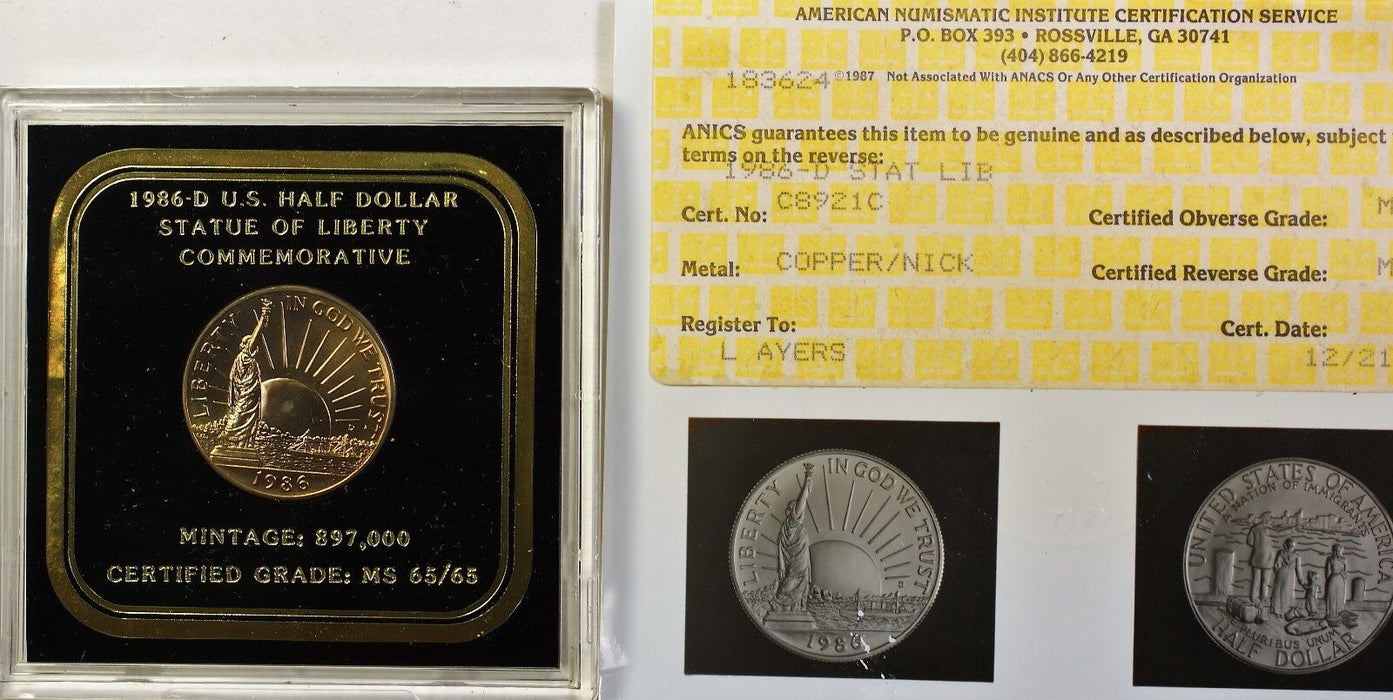 1986-D U.S. HALF DOLLAR
STATUE OF LIBERTY
COMMEMORATIVE
LIBERTY
IN GOD WE TRUST
D
1986
MINTAGE: 897,000
CERTIFIED GRADE: MS 65/65
AMERICAN NUMISMATIC INSTITUTE CERTIFICATION SERVICE
P.O. BOX 393 • ROSSVILLE, GA 30741
(404) 866-4219
183624 ©1987 Not Associated With ANACS Or Any Other Certification Organization
ANICS guarantees this item to be genuine and as described below, subject
terms on the reverse:
1986-D STAT LIB
Cert. No: C8921C Certified Obverse Grade: M
Metal: COPPER/NICK Certified Reverse Grade: M
Register To: Cert. Date:
L AYERS 12/21
LIBERTY
IN GOD WE TRUST
D
1986
UNITED STATES OF AMERICA
A NATION OF IMMIGRANTS
E PLURIBUS UNUM
HALF DOLLAR